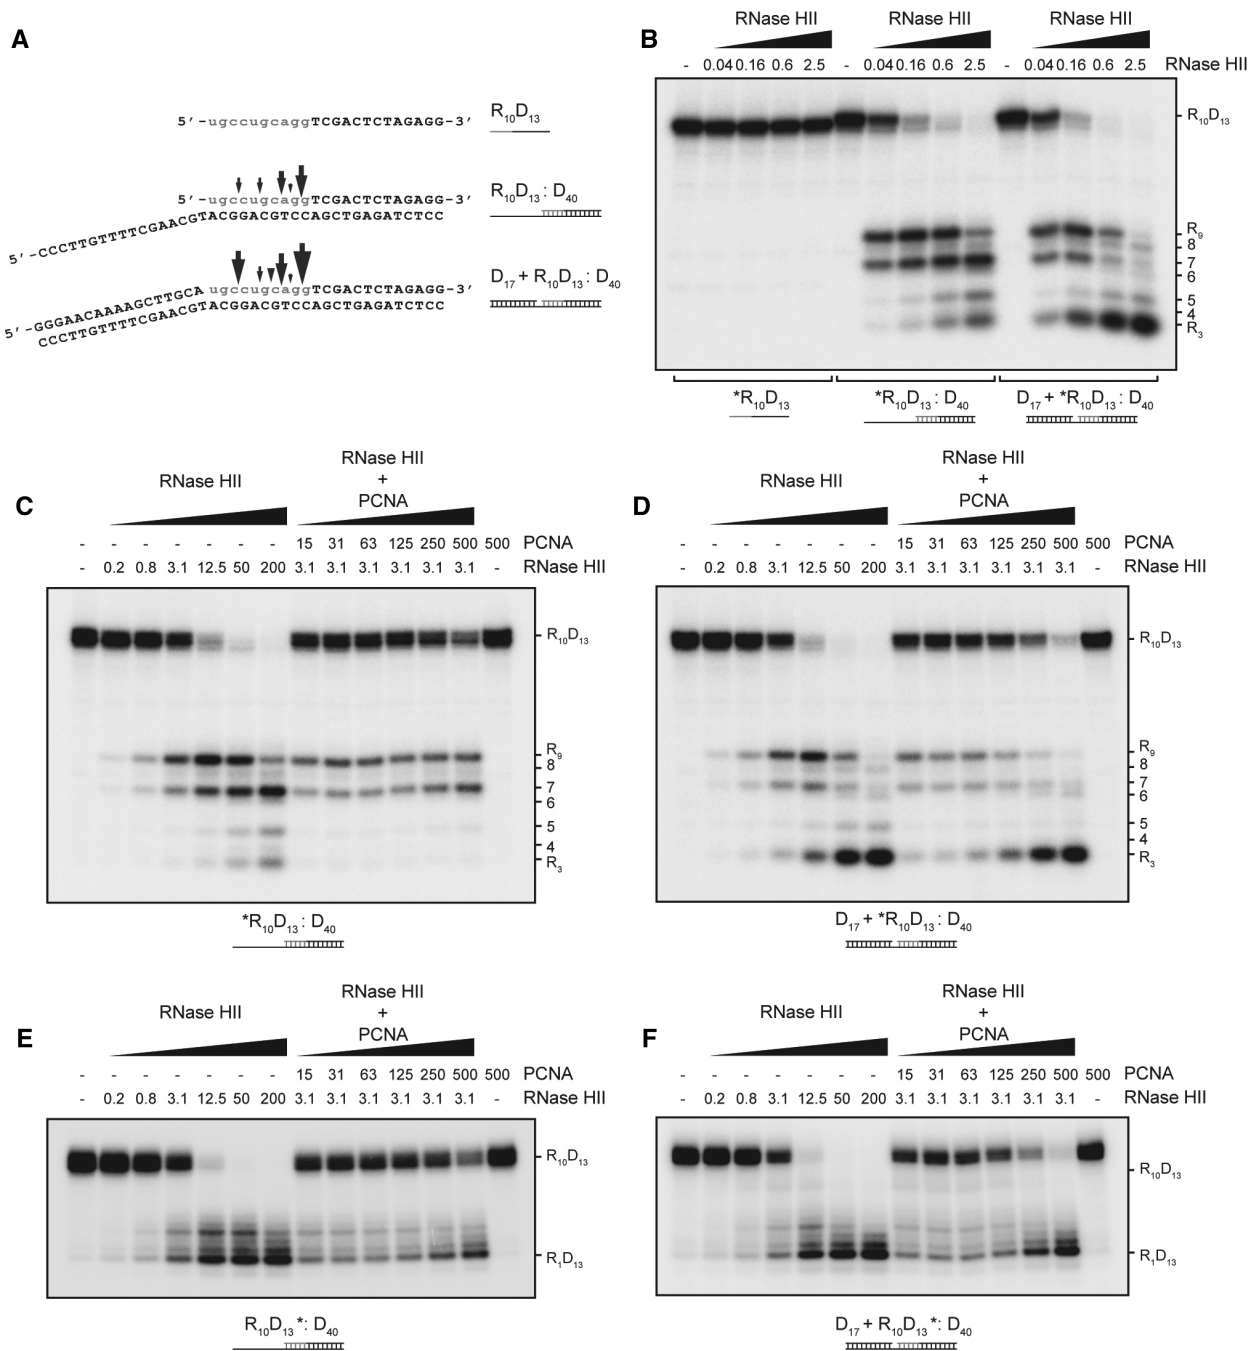 A
5’-ugccugcaggTCGACTCTAGAGG-3’
R10D13
5’-ugccugcaggTCGACTCTAGAGG-3’
R10D13 : D40
5’-CCCTTGTTTTCGAACGTACGGACGTCCAGCTGAGATCTCC
5’-GGGAACAAAAGCTTGCA ugccugcaggTCGACTCTAGAGG-3’
D17 + R10D13 : D40
CCCTTGTTTTCGAACGTACGGACGTCCAGCTGAGATCTCC
B
RNase HII RNase HII RNase HII
- 0.04 0.16 0.6 2.5 - 0.04 0.16 0.6 2.5 - 0.04 0.16 0.6 2.5 RNase HII
R10D13
R9
8
7
6
5
4
R3
*R10D13 *R10D13 : D40 D17 + *R10D13 : D40
C
RNase HII
RNase HII
+
PCNA
- - - - - - - 15 31 63 125 250 500 500 PCNA
- 0.2 0.8 3.1 12.5 50 200 3.1 3.1 3.1 3.1 3.1 3.1 - RNase HII
R10D13
R9
8
7
6
5
4
R3
*R10D13 : D40
D
RNase HII
RNase HII
+
PCNA
- - - - - - - 15 31 63 125 250 500 500 PCNA
- 0.2 0.8 3.1 12.5 50 200 3.1 3.1 3.1 3.1 3.1 3.1 - RNase HII
R10D13
R9
8
7
6
5
4
R3
D17 + *R10D13 : D40
E
RNase HII
RNase HII
+
PCNA
- - - - - - - 15 31 63 125 250 500 500 PCNA
- 0.2 0.8 3.1 12.5 50 200 3.1 3.1 3.1 3.1 3.1 3.1 - RNase HII
R10D13
R1D13
R10D13*: D40
F
RNase HII
RNase HII
+
PCNA
- - - - - - - 15 31 63 125 250 500 500 PCNA
- 0.2 0.8 3.1 12.5 50 200 3.1 3.1 3.1 3.1 3.1 3.1 - RNase HII
R10D13
R1D13
D17 + R10D13*: D40